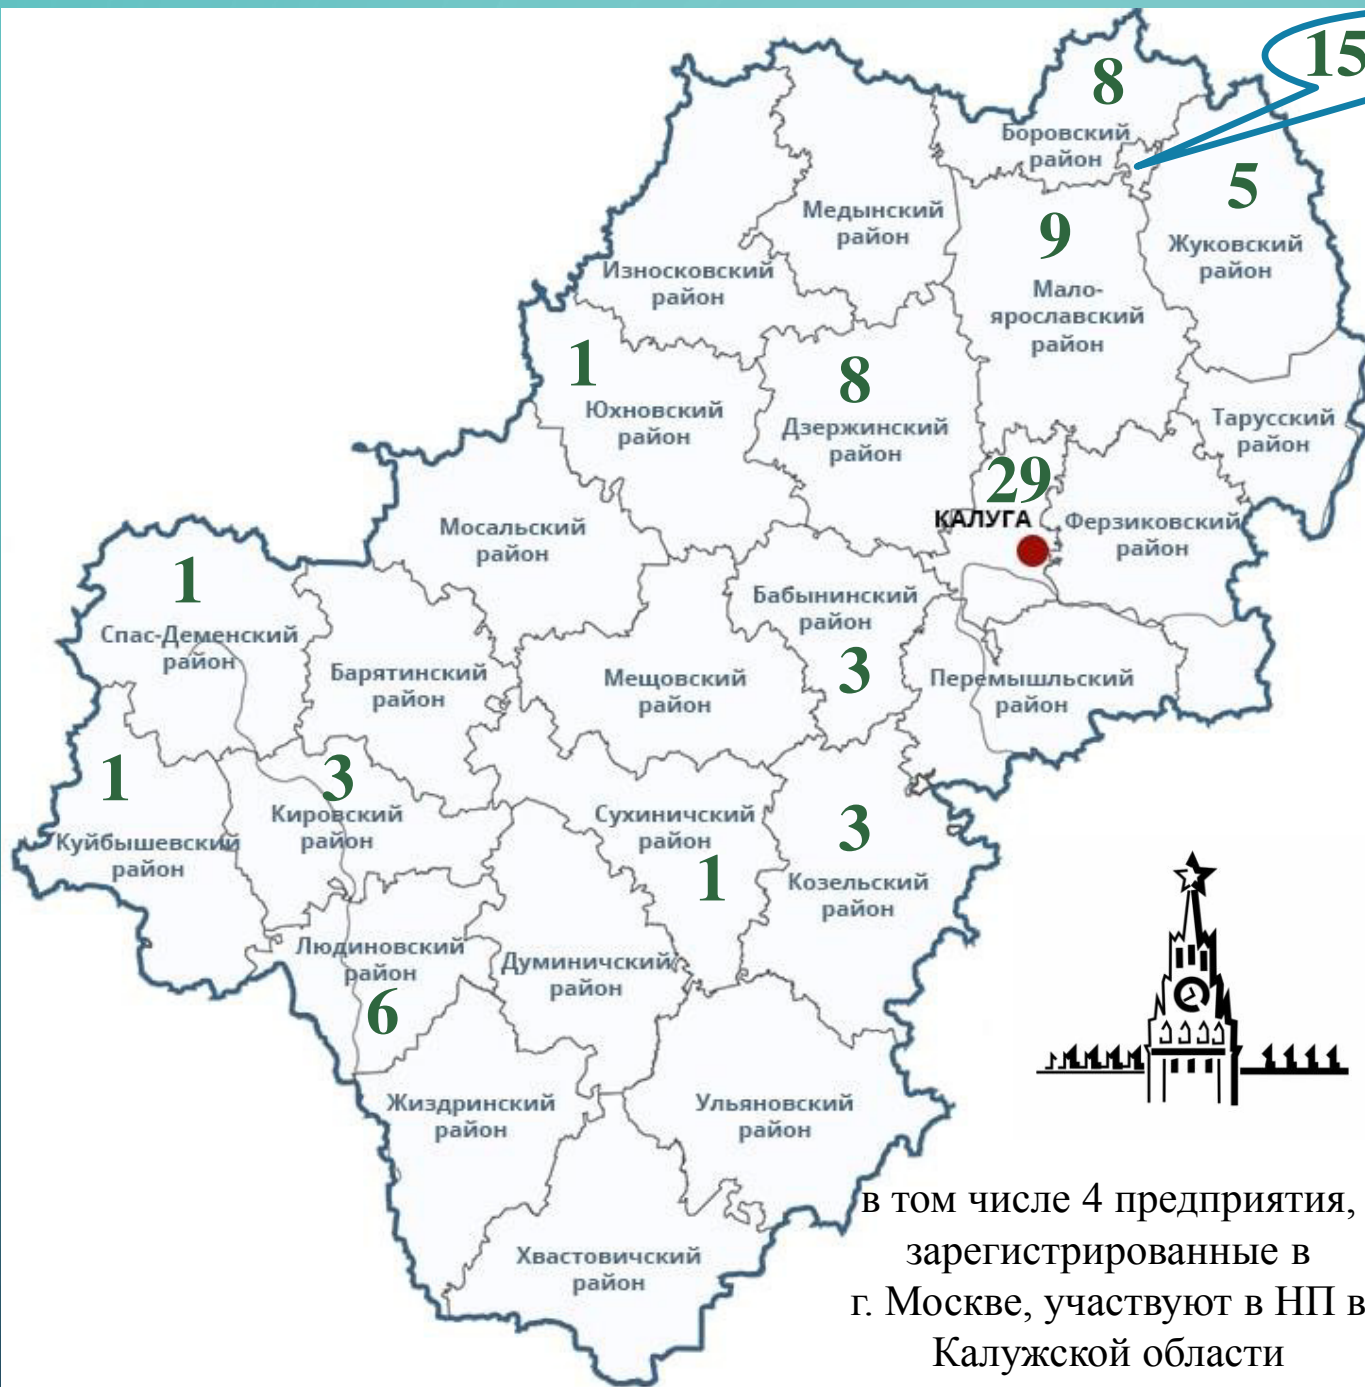 15
8
Боровский
район
5
Жуковский
район
Медынский
район
9
Мало-
ярославский
район
Износковский
район
1
Юхновский
район
8
Дзержинский
район
Тарусский
район
29
КАЛУГА
Ферзиковский
район
Мосальский
район
1
Спас-Деменский
район
Бабынинский
район
3
Барятинский
район
Мещовский
район
Перемышльский
район
1
Куйбышевский
район
3
Кировский
район
Сухиничский
район
1
3
Козельский
район
Людиновский
район
6
Думиничский
район
Жиздринский
район
Ульяновский
район
Хвастовичский
район
в том числе 4 предприятия,
зарегистрированные в
г. Москве, участвуют в НП в
Калужской области